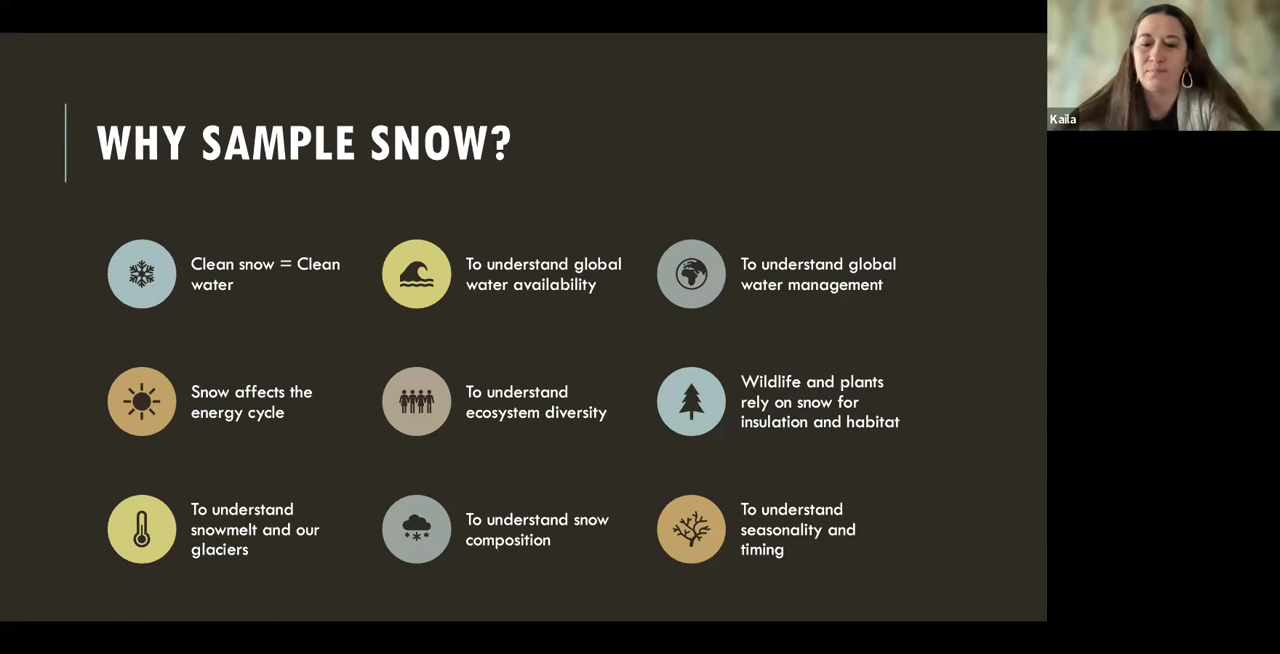 WHY SAMPLE SNOW?
Clean snow = Clean
water
To understand global
water availability
To understand global
water management
Snow affects the
energy cycle
To understand
ecosystem diversity
Wildlife and plants
rely on snow for
insulation and habitat
To understand
snowmelt and our
glaciers
To understand snow
composition
To understand
seasonality and
timing
Kaila